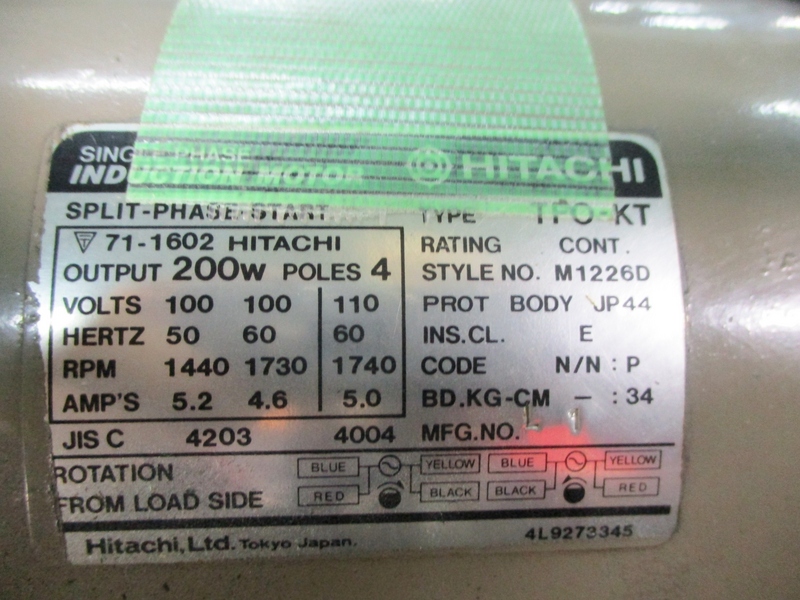 SINGLE PHASE
INDUCTION MOTOR
HITACHI
SPLIT-PHASE START
TYPE TFO-KT
71-1602 HITACHI
RATING CONT.
OUTPUT 200W POLES 4
STYLE NO. M1226D
VOLTS 100 100 110
PROT BODY JP44
HERTZ 50 60 60
INS.CL. E
RPM 1440 1730 1740
CODE N/N : P
AMP'S 5.2 4.6 5.0
BD.KG-CM – : 34
JIS C 4203 4004
MFG.NO. L 1
ROTATION
FROM LOAD SIDE
BLUE YELLOW BLUE YELLOW
RED BLACK BLACK RED
Hitachi, Ltd. Tokyo Japan.
4L9273345